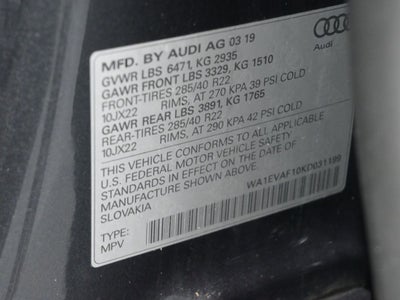 MFD. BY AUDI AG 03 19
GVWR LBS 6471, KG 2935
GAWR FRONT LBS 3329, KG 1510
FRONT-TIRES 285/40 R22
10JX22 RIMS, AT 270 KPA 39 PSI COLD
GAWR REAR LBS 3891, KG 1765
REAR-TIRES 285/40 R22
10JX22 RIMS, AT 290 KPA 42 PSI COLD
THIS VEHICLE CONFORMS TO ALL APPLICABLE
U.S. FEDERAL MOTOR VEHICLE SAFETY
STANDARDS IN EFFECT ON THE DATE OF
MANUFACTURE SHOWN ABOVE.
SLOVAKIA
WA1EVAF10KD031199
TYPE:
MPV
Audi